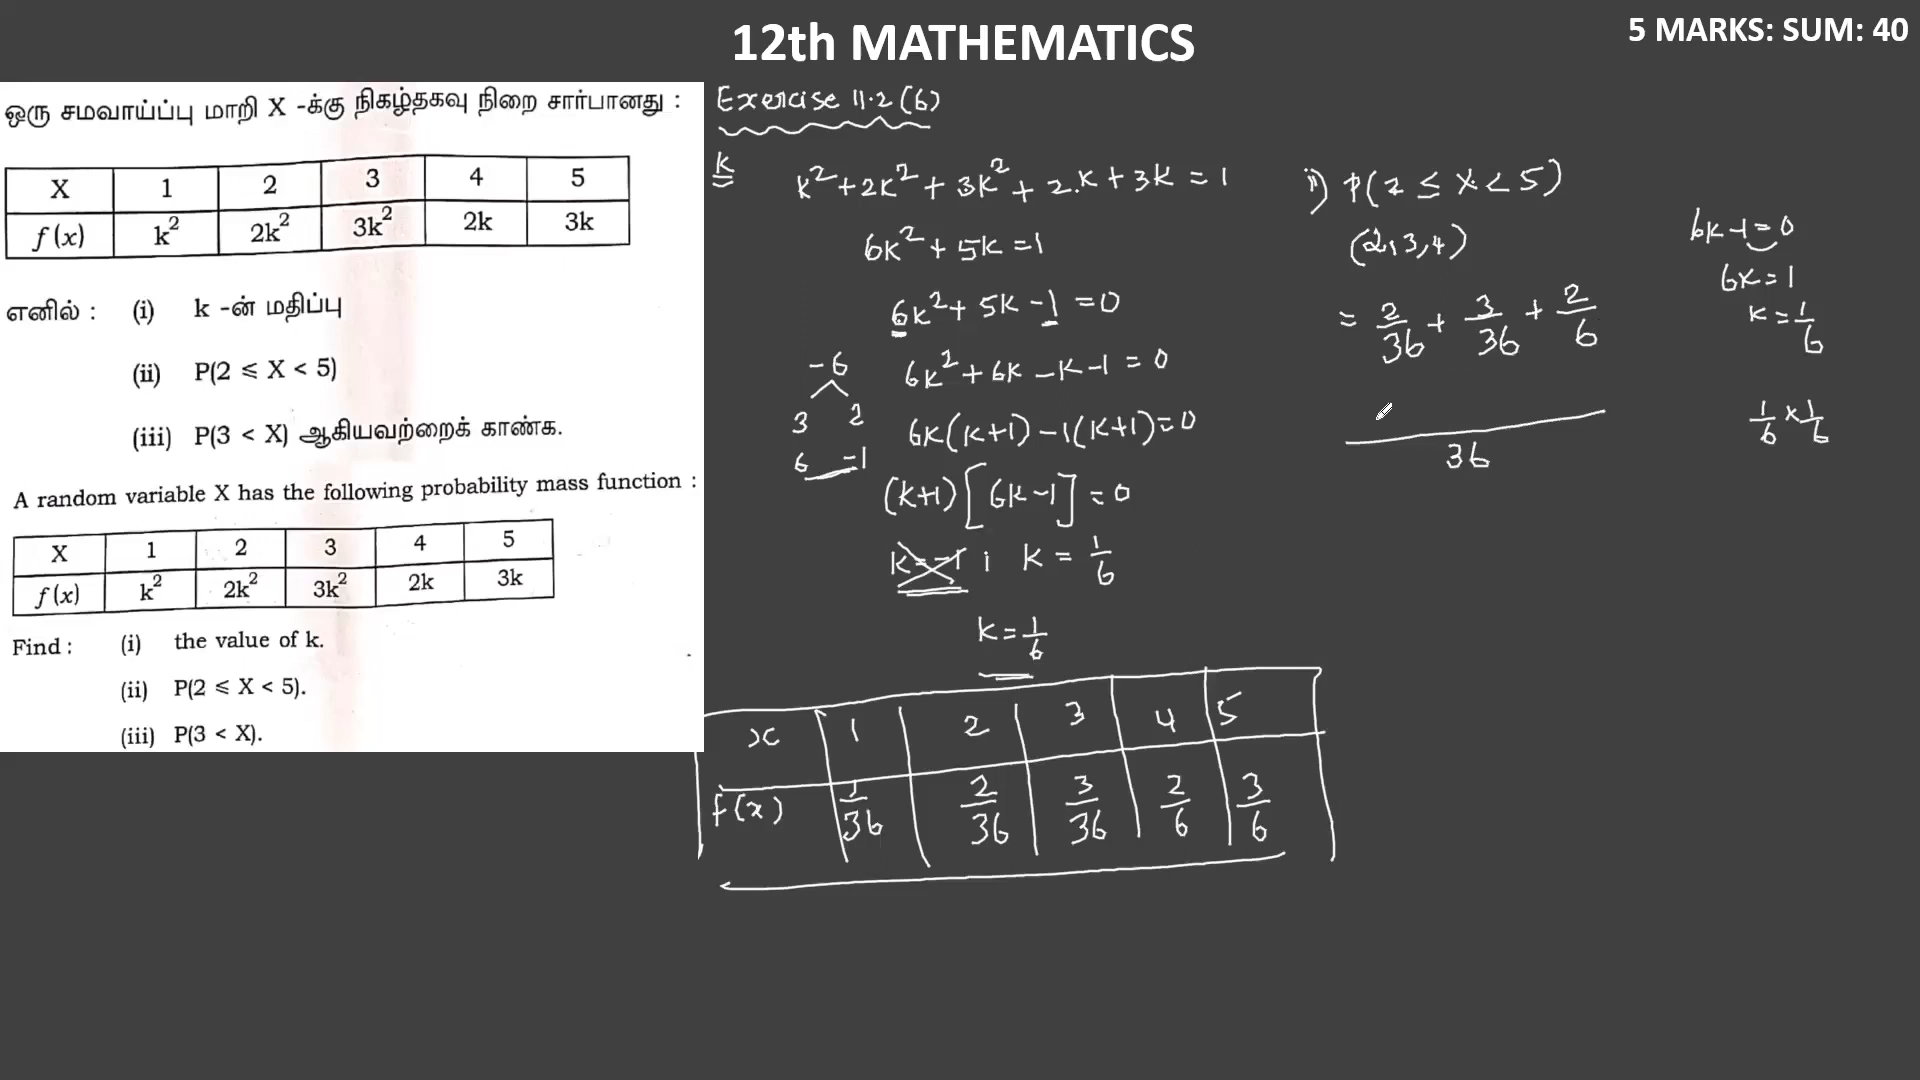 12th MATHEMATICS
5 MARKS: SUM: 40
ஒரு சமவாய்ப்பு மாறி X -க்கு நிகழ்தகவு நிறை சார்பானது :
X 1 2 3 4 5
f(x) k² 2k² 3k² 2k 3k
எனில் : (i) k -ன் மதிப்பு
(ii) P(2 ⩽ X < 5)
(iii) P(3 < X) ஆகியவற்றைக் காண்க.
A random variable X has the following probability mass function :
X 1 2 3 4 5
f(x) k² 2k² 3k² 2k 3k
Find : (i) the value of k.
(ii) P(2 ⩽ X < 5).
(iii) P(3 < X).
Exercise 11.2(6)
k
k² + 2k² + 3k² + 2.k + 3k = 1
6k² + 5k = 1
6k² + 5k - 1 = 0
-6
3 2
6 -1
6k² + 6k - k - 1 = 0
6k(k+1) - 1(k+1) = 0
(k+1)[6k-1] = 0
k = -1 ; k = 1/6
k = 1/6
x 1 2 3 4 5
f(x) 1/36 2/36 3/36 2/6 3/6
ii) P(2 ≤ x < 5)
(2,3,4)
= 2/36 + 3/36 + 2/6
36
6k-1=0
6k=1
k = 1/6
1/6 × 1/6